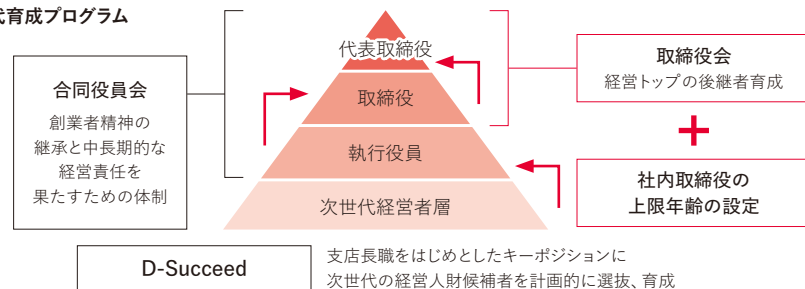 代育成プログラム
合同役員会
創業者精神の
継承と中長期的な
経営責任を
果たすための体制
代表取締役
取締役
執行役員
次世代経営者層
取締役会
経営トップの後継者育成
+
社内取締役の
上限年齢の設定
D-Succeed
支店長職をはじめとしたキーポジションに
次世代の経営人財候補者を計画的に選抜、育成